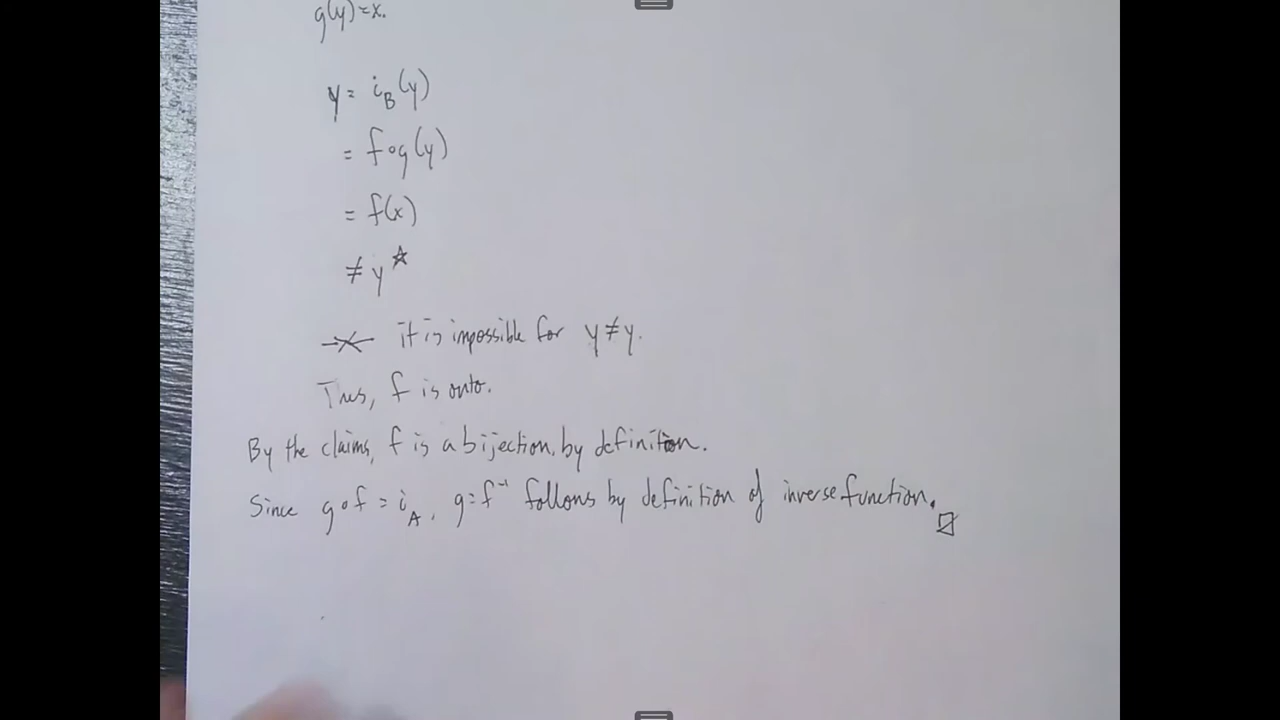 g(y)=x.
y = i_B(y)
= f∘g(y)
= f(x)
≠ y ☆
it is impossible for y≠y.
Thus, f is onto.
By the claims, f is a bijection, by definition.
Since g∘f = i_A, g=f⁻¹ follows by definition of inverse function.